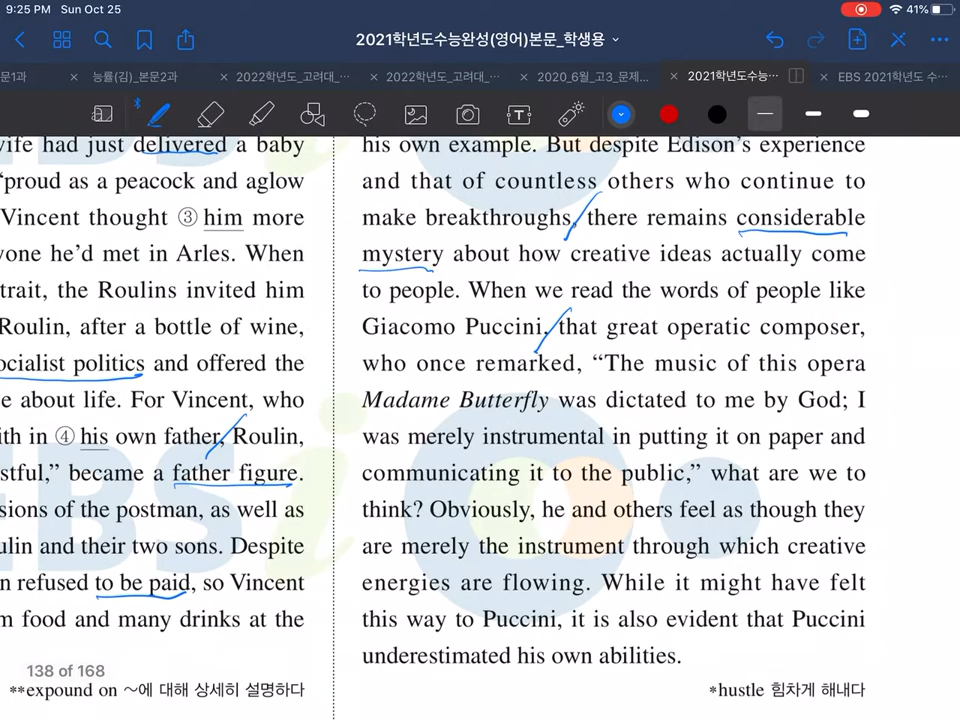 9:25 PM Sun Oct 25
41%
2021학년도수능완성(영어)본문_학생용
문1과
능률(김)_본문2과
2022학년도_고려대_…
2022학년도_고려대_…
2020_6월_고3_문제…
2021학년도수능…
EBS 2021학년도 수…
wife had just delivered a baby
“proud as a peacock and aglow
Vincent thought ③ him more
yone he’d met in Arles. When
trait, the Roulins invited him
Roulin, after a bottle of wine,
ocialist politics and offered the
e about life. For Vincent, who
ith in ④ his own father, Roulin,
stful,” became a father figure.
sions of the postman, as well as
ulin and their two sons. Despite
n refused to be paid, so Vincent
m food and many drinks at the
138 of 168
**expound on ～에 대해 상세히 설명하다
his own example. But despite Edison’s experience
and that of countless others who continue to
make breakthroughs, there remains considerable
mystery about how creative ideas actually come
to people. When we read the words of people like
Giacomo Puccini, that great operatic composer,
who once remarked, “The music of this opera
Madame Butterfly was dictated to me by God; I
was merely instrumental in putting it on paper and
communicating it to the public,” what are we to
think? Obviously, he and others feel as though they
are merely the instrument through which creative
energies are flowing. While it might have felt
this way to Puccini, it is also evident that Puccini
underestimated his own abilities.
*hustle 힘차게 해내다
EBSi
EBSi